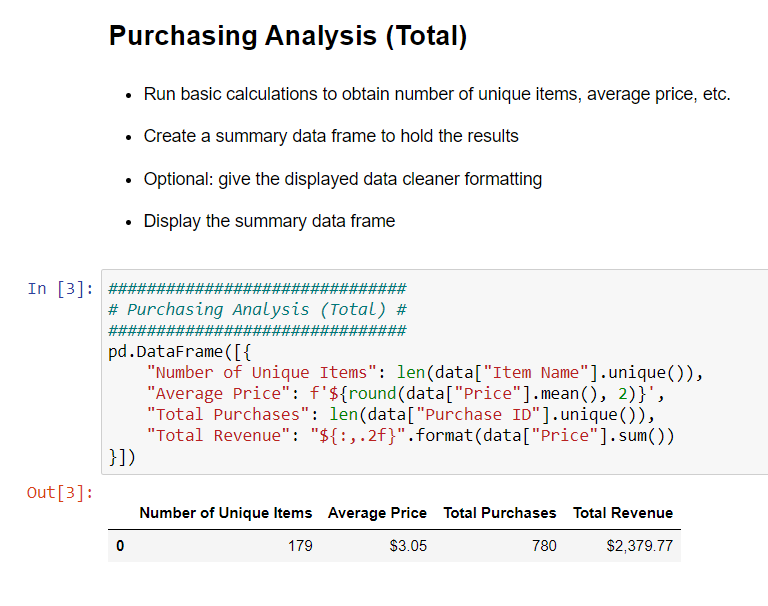 Purchasing Analysis (Total)
• Run basic calculations to obtain number of unique items, average price, etc.
• Create a summary data frame to hold the results
• Optional: give the displayed data cleaner formatting
• Display the summary data frame
In [3]: ###############################
# Purchasing Analysis (Total) #
###############################
pd.DataFrame([{
    "Number of Unique Items": len(data["Item Name"].unique()),
    "Average Price": f'${round(data["Price"].mean(), 2)}',
    "Total Purchases": len(data["Purchase ID"].unique()),
    "Total Revenue": "${:,.2f}".format(data["Price"].sum())
}])
Out[3]:
Number of Unique Items Average Price Total Purchases Total Revenue
0 179 $3.05 780 $2,379.77